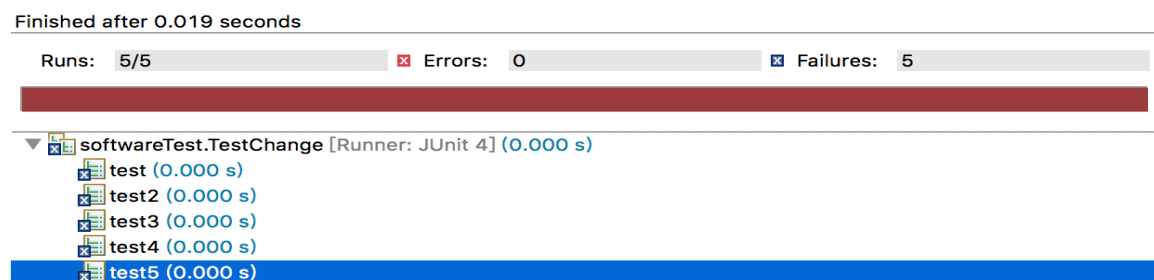 Finished after 0.019 seconds
Runs: 5/5 Errors: 0 Failures: 5
softwareTest.TestChange [Runner: JUnit 4] (0.000 s)
test (0.000 s)
test2 (0.000 s)
test3 (0.000 s)
test4 (0.000 s)
test5 (0.000 s)